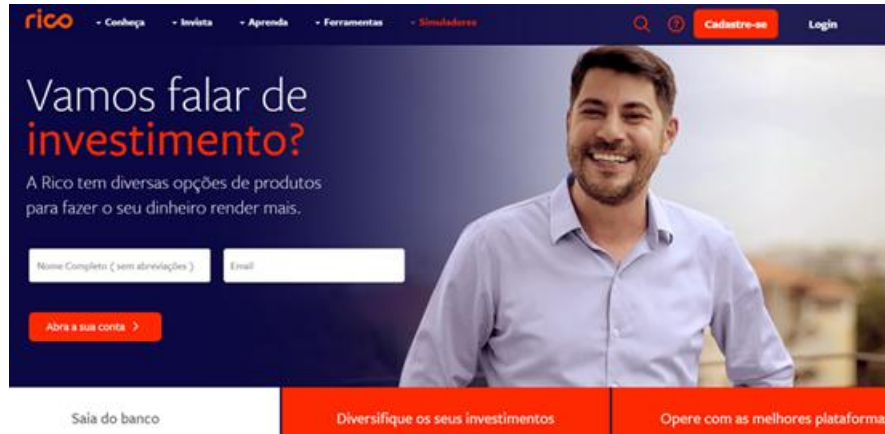 rico
Conheça
Invista
Aprenda
Ferramentas
Simuladores
Cadastre-se
Login
Vamos falar de
investimento?
A Rico tem diversas opções de produtos
para fazer o seu dinheiro render mais.
Nome Completo ( sem abreviações )
Email
Abra a sua conta >
Saia do banco
Diversifique os seus investimentos
Opere com as melhores plataforma